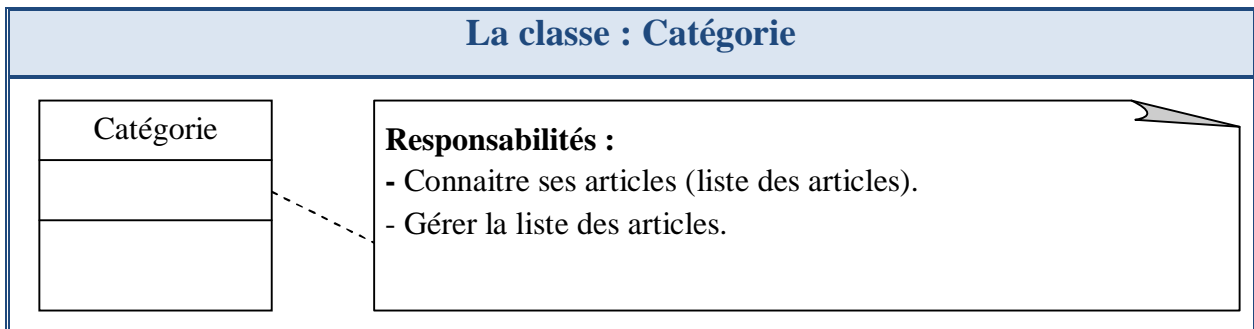 La classe : Catégorie
Catégorie
Responsabilités :
- Connaitre ses articles (liste des articles).
- Gérer la liste des articles.